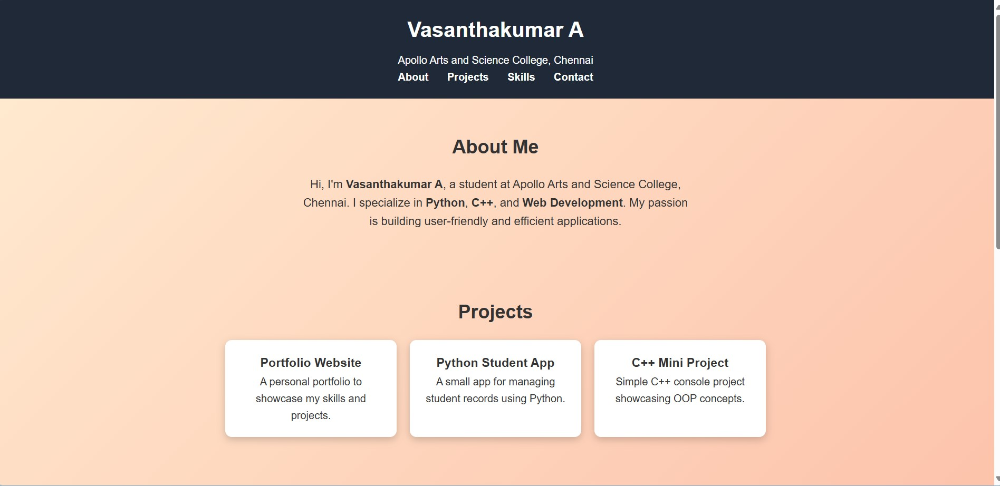 Vasanthakumar A
Apollo Arts and Science College, Chennai
About Projects Skills Contact
About Me
Hi, I'm Vasanthakumar A, a student at Apollo Arts and Science College,
Chennai. I specialize in Python, C++, and Web Development. My passion
is building user-friendly and efficient applications.
Projects
Portfolio Website
A personal portfolio to
showcase my skills and
projects.
Python Student App
A small app for managing
student records using Python.
C++ Mini Project
Simple C++ console project
showcasing OOP concepts.